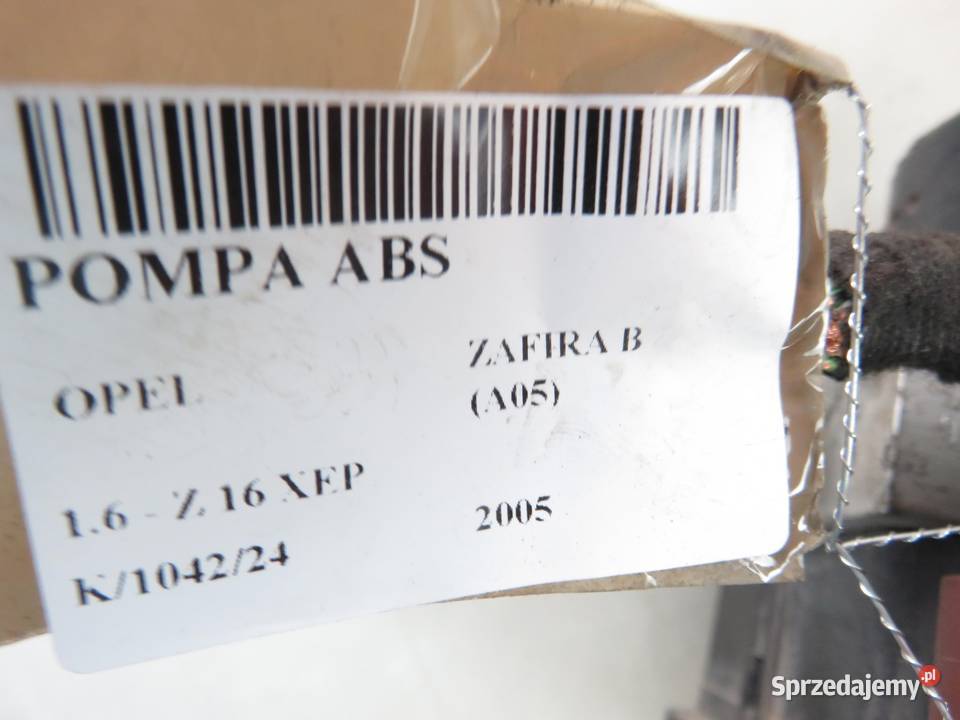 POMPA ABS
OPEL
ZAFIRA B
(A05)
1.6 - Z 16 XEP
2005
K/1042/24
Sprzedajemy.pl